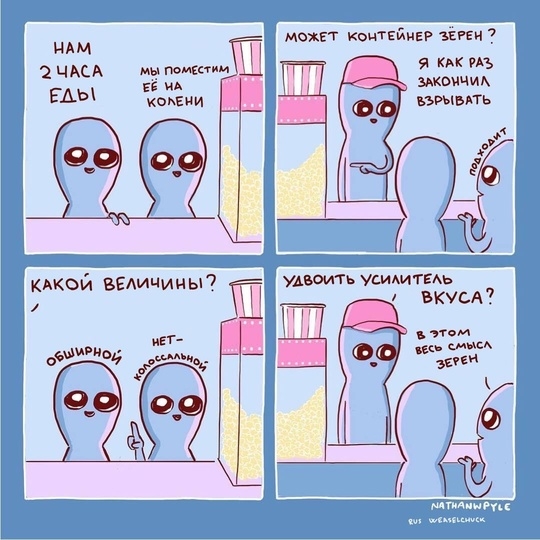 НАМ
2 ЧАСА
ЕДЫ
МЫ ПОМЕСТИМ
ЕЁ НА
КОЛЕНИ
МОЖЕТ КОНТЕЙНЕР ЗЁРЕН?
Я КАК РАЗ
ЗАКОНЧИЛ
ВЗРЫВАТЬ
ПОДХОДИТ
КАКОЙ ВЕЛИЧИНЫ?
ОБШИРНОЙ
НЕТ-
КОЛОССАЛЬНОЙ
УДВОИТЬ УСИЛИТЕЛЬ
ВКУСА?
В ЭТОМ
ВЕСЬ СМЫСЛ
ЗЕРЕН
NATHANWPYLE
RUS WEASELCHUCK